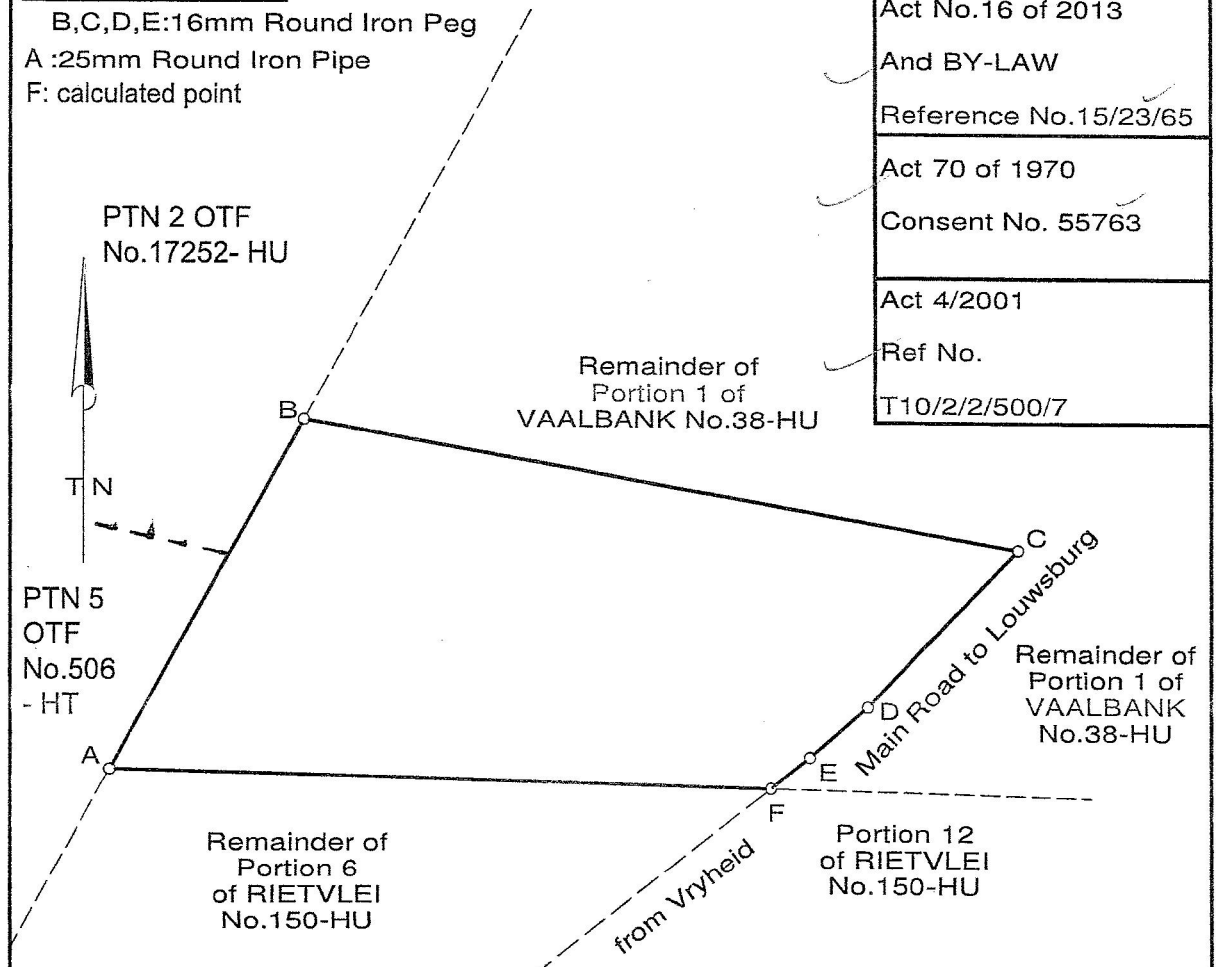 B,C,D,E:16mm Round Iron Peg
A :25mm Round Iron Pipe
F: calculated point
Act No.16 of 2013
And BY-LAW
Reference No.15/23/65
Act 70 of 1970
Consent No. 55763
Act 4/2001
Ref No.
T10/2/2/500/7
PTN 2 OTF
No.17252- HU
TN
PTN 5
OTF
No.506
- HT
Remainder of
Portion 1 of
VAALBANK No.38-HU
B
C
D
E
F
A
Main Road to Louwsburg
from Vryheid
Remainder of
Portion 1 of
VAALBANK
No.38-HU
Remainder of
Portion 6
of RIETVLEI
No.150-HU
Portion 12
of RIETVLEI
No.150-HU